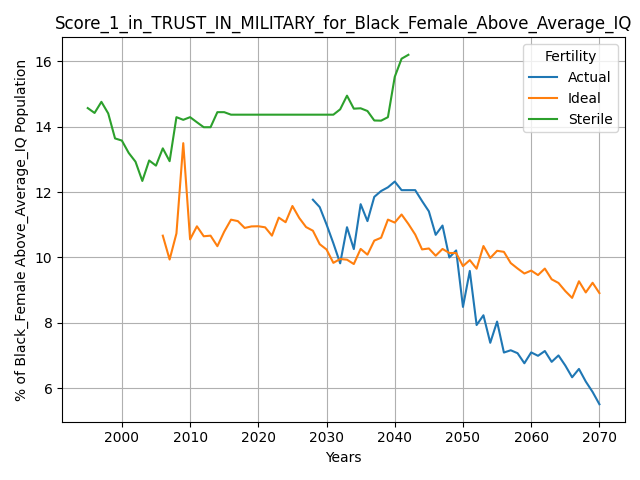 Score_1_in_TRUST_IN_MILITARY_for_Black_Female_Above_Average_IQ
% of Black_Female Above_Average_IQ Population
16
14
12
10
8
6
Fertility
Actual
Ideal
Sterile
2000 2010 2020 2030 2040 2050 2060 2070
Years